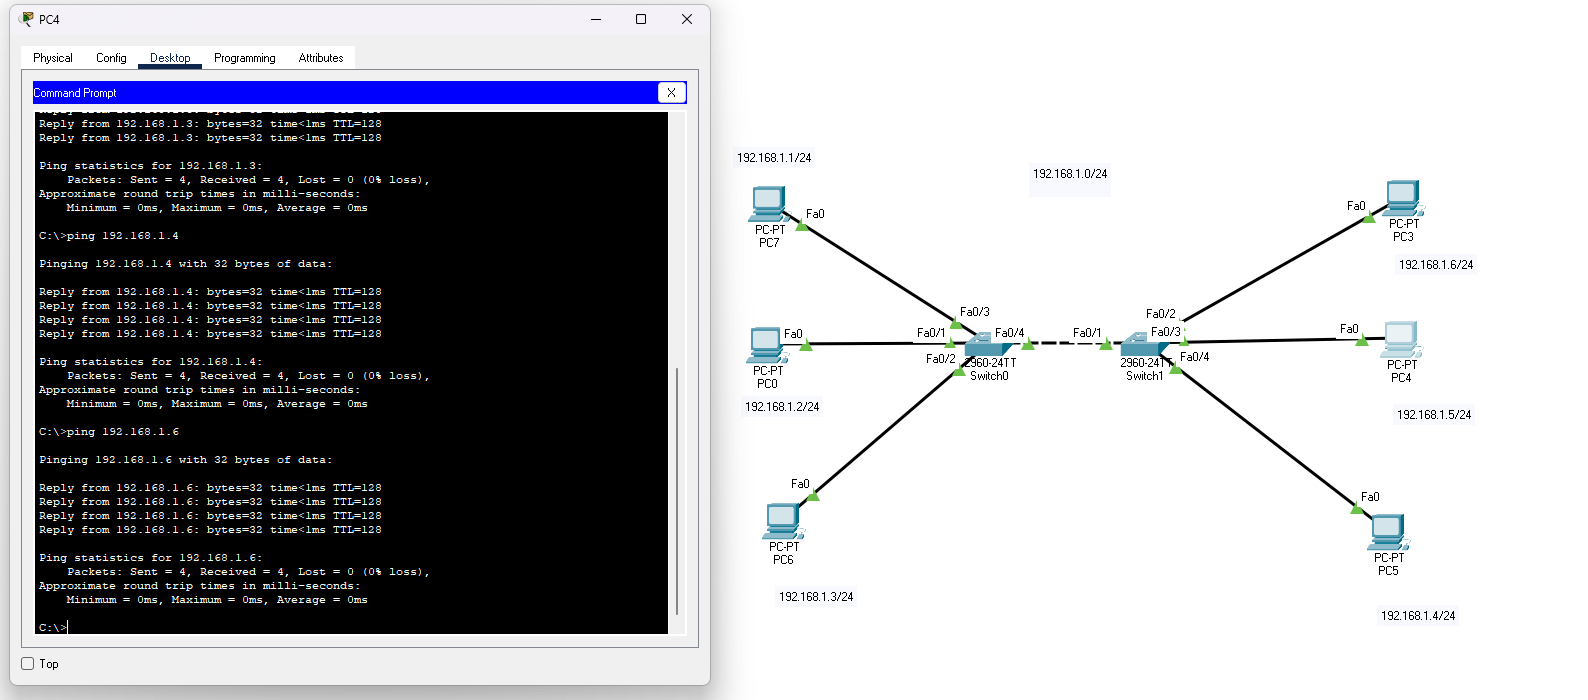 PC4
Physical Config Desktop Programming Attributes
Command Prompt X
Reply from 192.168.1.3: bytes=32 time<1ms TTL=128
Reply from 192.168.1.3: bytes=32 time<1ms TTL=128
Ping statistics for 192.168.1.3:
Packets: Sent = 4, Received = 4, Lost = 0 (0% loss),
Approximate round trip times in milli-seconds:
Minimum = 0ms, Maximum = 0ms, Average = 0ms
C:\>ping 192.168.1.4
Pinging 192.168.1.4 with 32 bytes of data:
Reply from 192.168.1.4: bytes=32 time<1ms TTL=128
Reply from 192.168.1.4: bytes=32 time<1ms TTL=128
Reply from 192.168.1.4: bytes=32 time<1ms TTL=128
Reply from 192.168.1.4: bytes=32 time<1ms TTL=128
Ping statistics for 192.168.1.4:
Packets: Sent = 4, Received = 4, Lost = 0 (0% loss),
Approximate round trip times in milli-seconds:
Minimum = 0ms, Maximum = 0ms, Average = 0ms
C:\>ping 192.168.1.6
Pinging 192.168.1.6 with 32 bytes of data:
Reply from 192.168.1.6: bytes=32 time<1ms TTL=128
Reply from 192.168.1.6: bytes=32 time<1ms TTL=128
Reply from 192.168.1.6: bytes=32 time<1ms TTL=128
Reply from 192.168.1.6: bytes=32 time<1ms TTL=128
Ping statistics for 192.168.1.6:
Packets: Sent = 4, Received = 4, Lost = 0 (0% loss),
Approximate round trip times in milli-seconds:
Minimum = 0ms, Maximum = 0ms, Average = 0ms
C:\>
Top
192.168.1.1/24
Fa0
PC-PT
PC7
Fa0
PC-PT
PC0
192.168.1.2/24
Fa0
PC-PT
PC6
192.168.1.3/24
192.168.1.0/24
Fa0/3
Fa0/1
Fa0/4
Fa0/2
2960-24TT
Switch0
Fa0/1
Fa0/2
Fa0/3
Fa0/4
2960-24TT
Switch1
Fa0
PC-PT
PC3
192.168.1.6/24
Fa0
PC-PT
PC4
192.168.1.5/24
Fa0
PC-PT
PC5
192.168.1.4/24